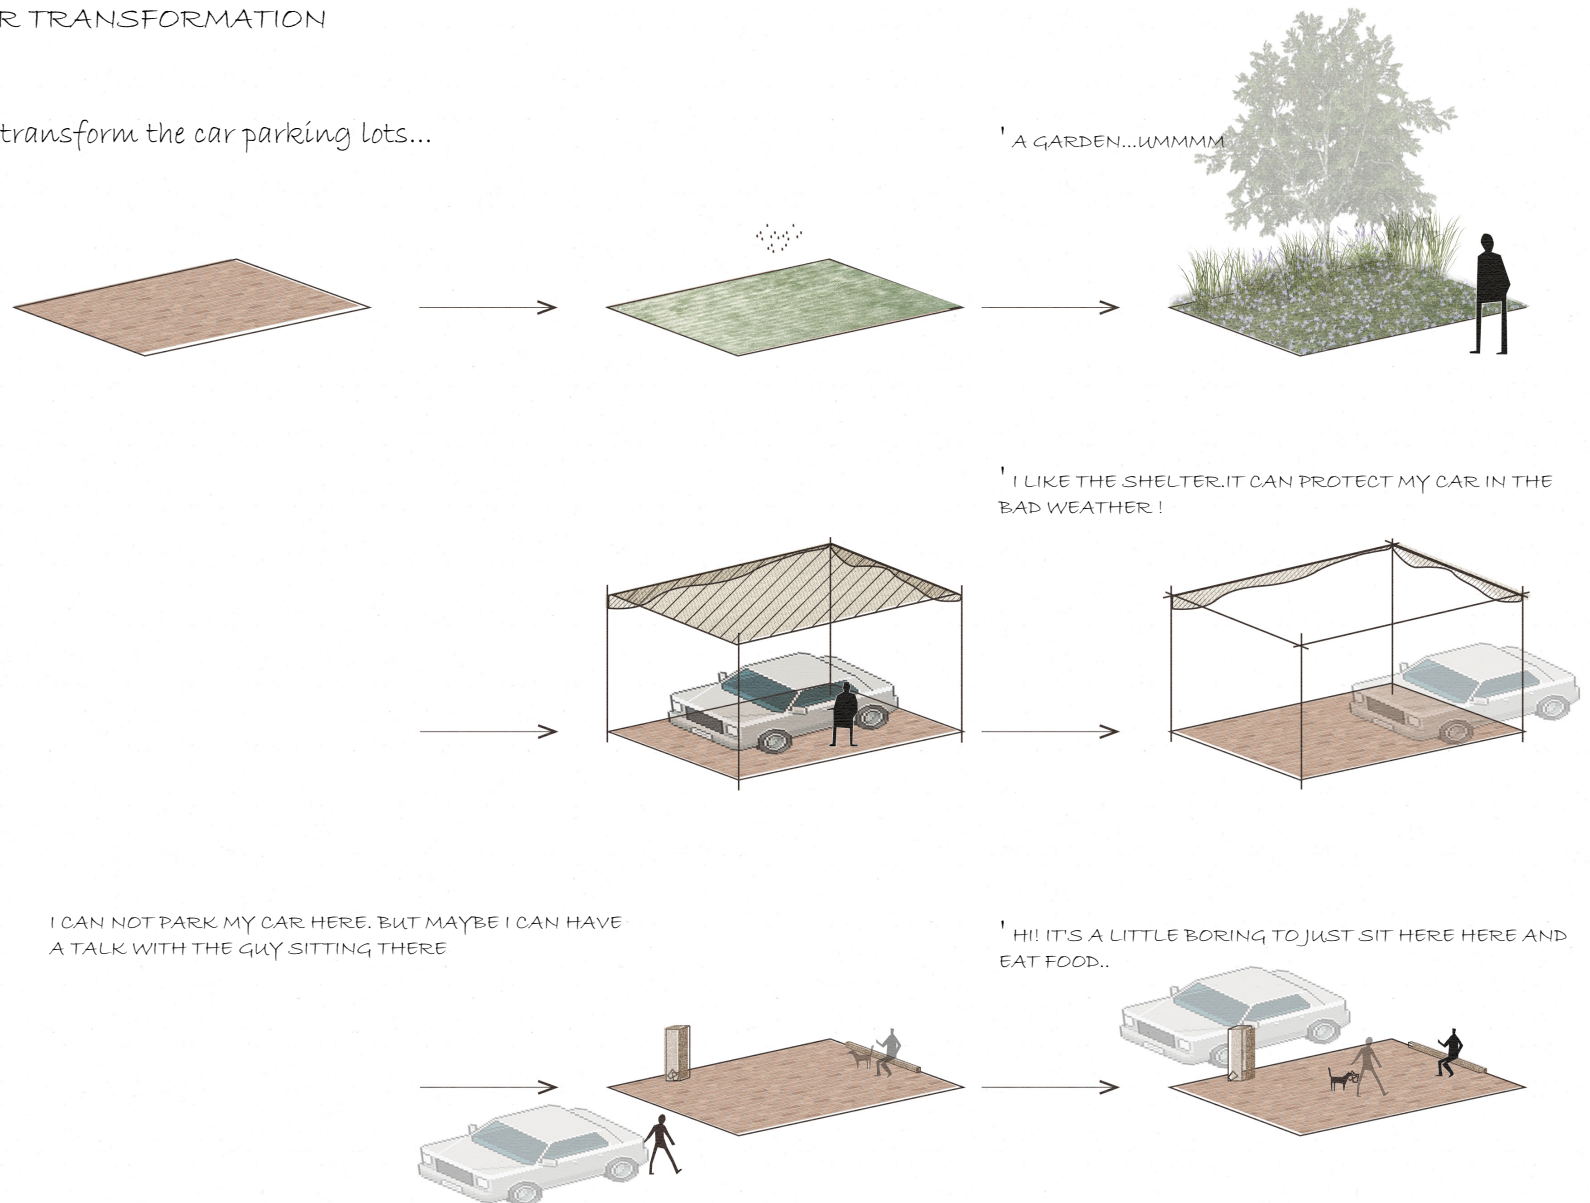 R TRANSFORMATION
transform the car parking lots...
' A GARDEN...UMMMM
' I LIKE THE SHELTER.IT CAN PROTECT MY CAR IN THE
BAD WEATHER !
I CAN NOT PARK MY CAR HERE. BUT MAYBE I CAN HAVE
A TALK WITH THE GUY SITTING THERE
' HI! IT'S A LITTLE BORING TO JUST SIT HERE HERE AND
EAT FOOD..